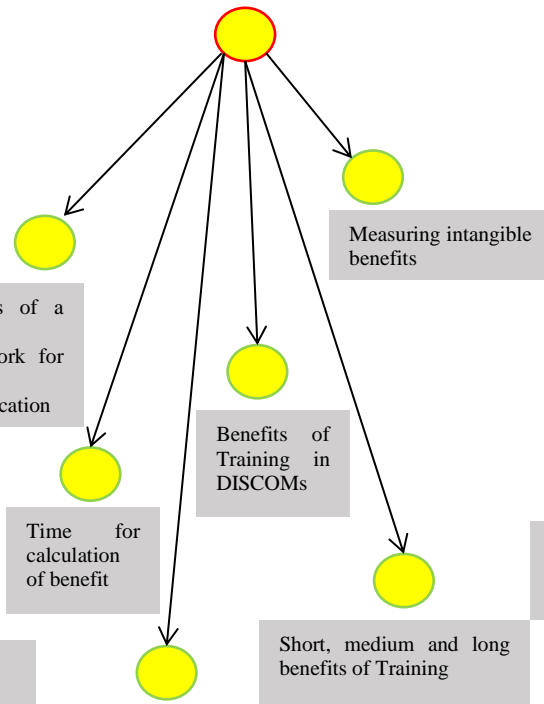 Measuring intangible
benefits
s of a
ork for
cation
Benefits of
Training in
DISCOMs
Time for
calculation
of benefit
Short, medium and long
benefits of Training